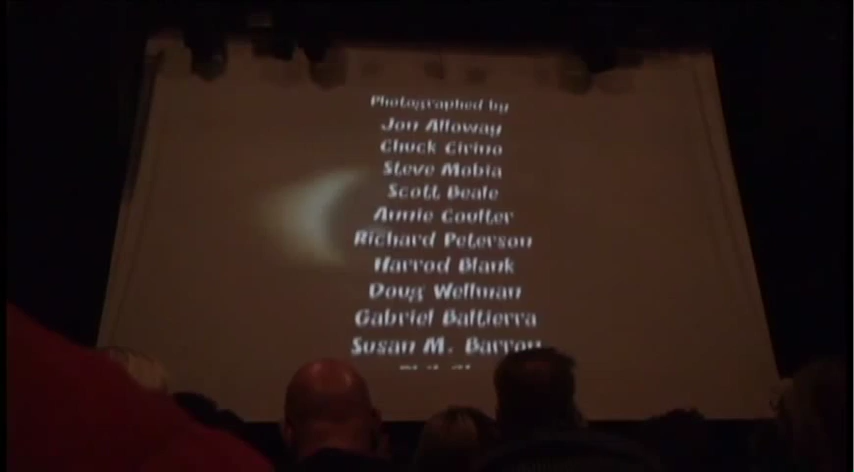 Photographed by
Jon Alloway
Chuck Cirino
Steve Mobia
Scott Beale
Annie Coulter
Richard Peterson
Harrod Blank
Doug Wellman
Gabriel Baltierra
Susan M. Barron